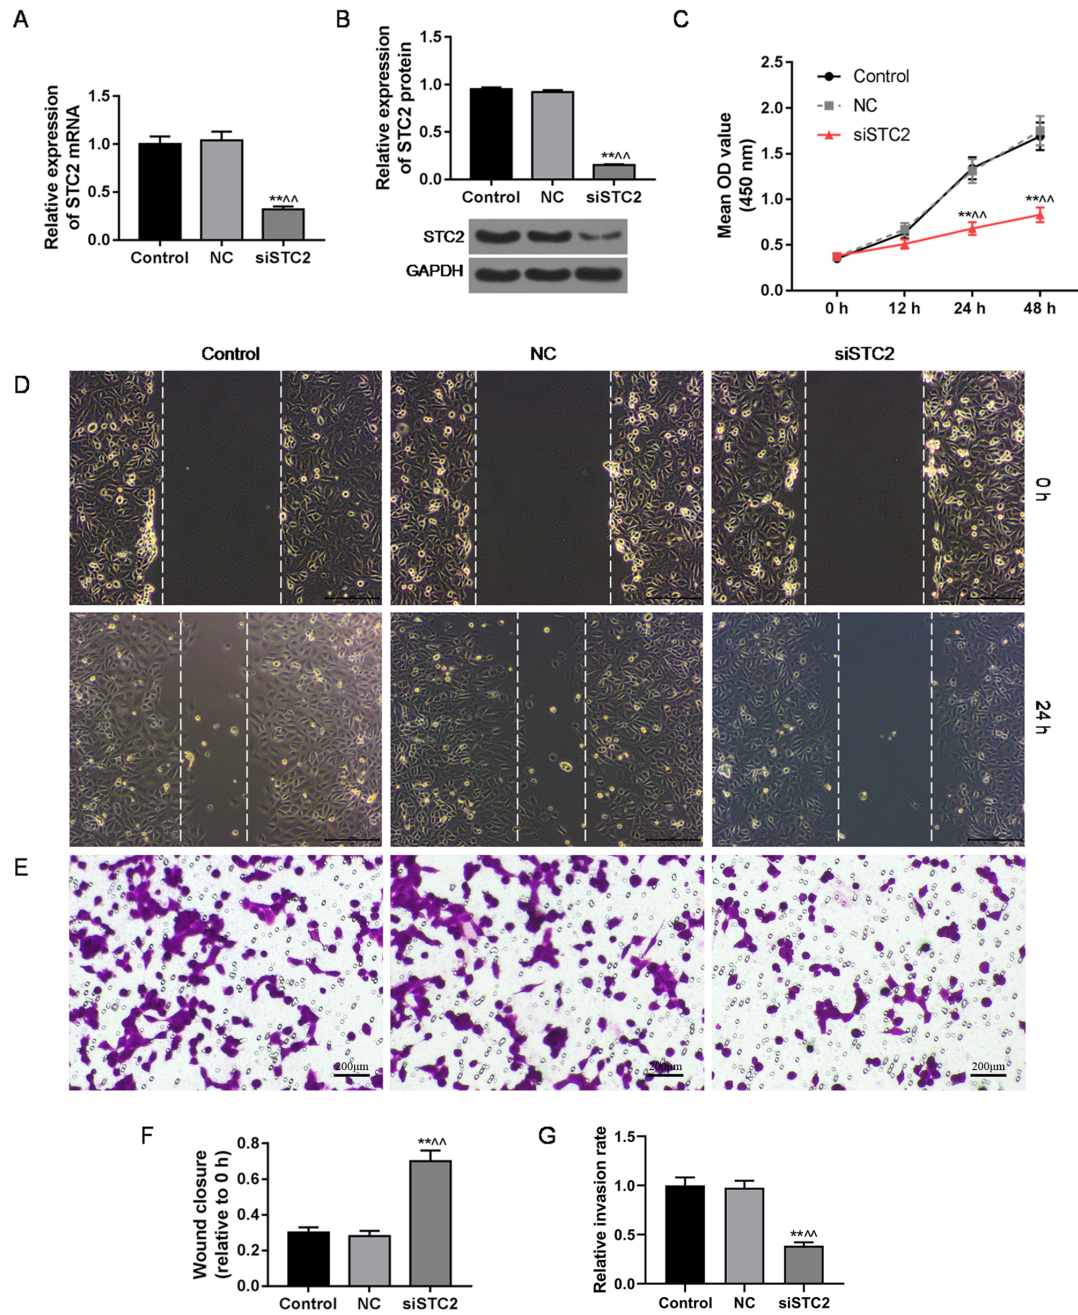 A
Relative expression
of STC2 mRNA
1.5
1.0
0.5
0.0
**^^
Control
NC
siSTC2
B
Relative expression
of STC2 protein
1.5
1.0
0.5
0.0
**^^
Control
NC
siSTC2
STC2
GAPDH
C
Mean OD value
(450 nm)
2.5
2.0
1.5
1.0
0.5
0.0
Control
NC
siSTC2
**^^
**^^
0 h
12 h
24 h
48 h
Control
NC
siSTC2
D
0 h
24 h
E
200μm
200μm
200μm
F
Wound closure
(relative to 0 h)
0.8
0.6
0.4
0.2
0.0
**^^
Control
NC
siSTC2
G
Relative invasion rate
1.5
1.0
0.5
0.0
**^^
Control
NC
siSTC2